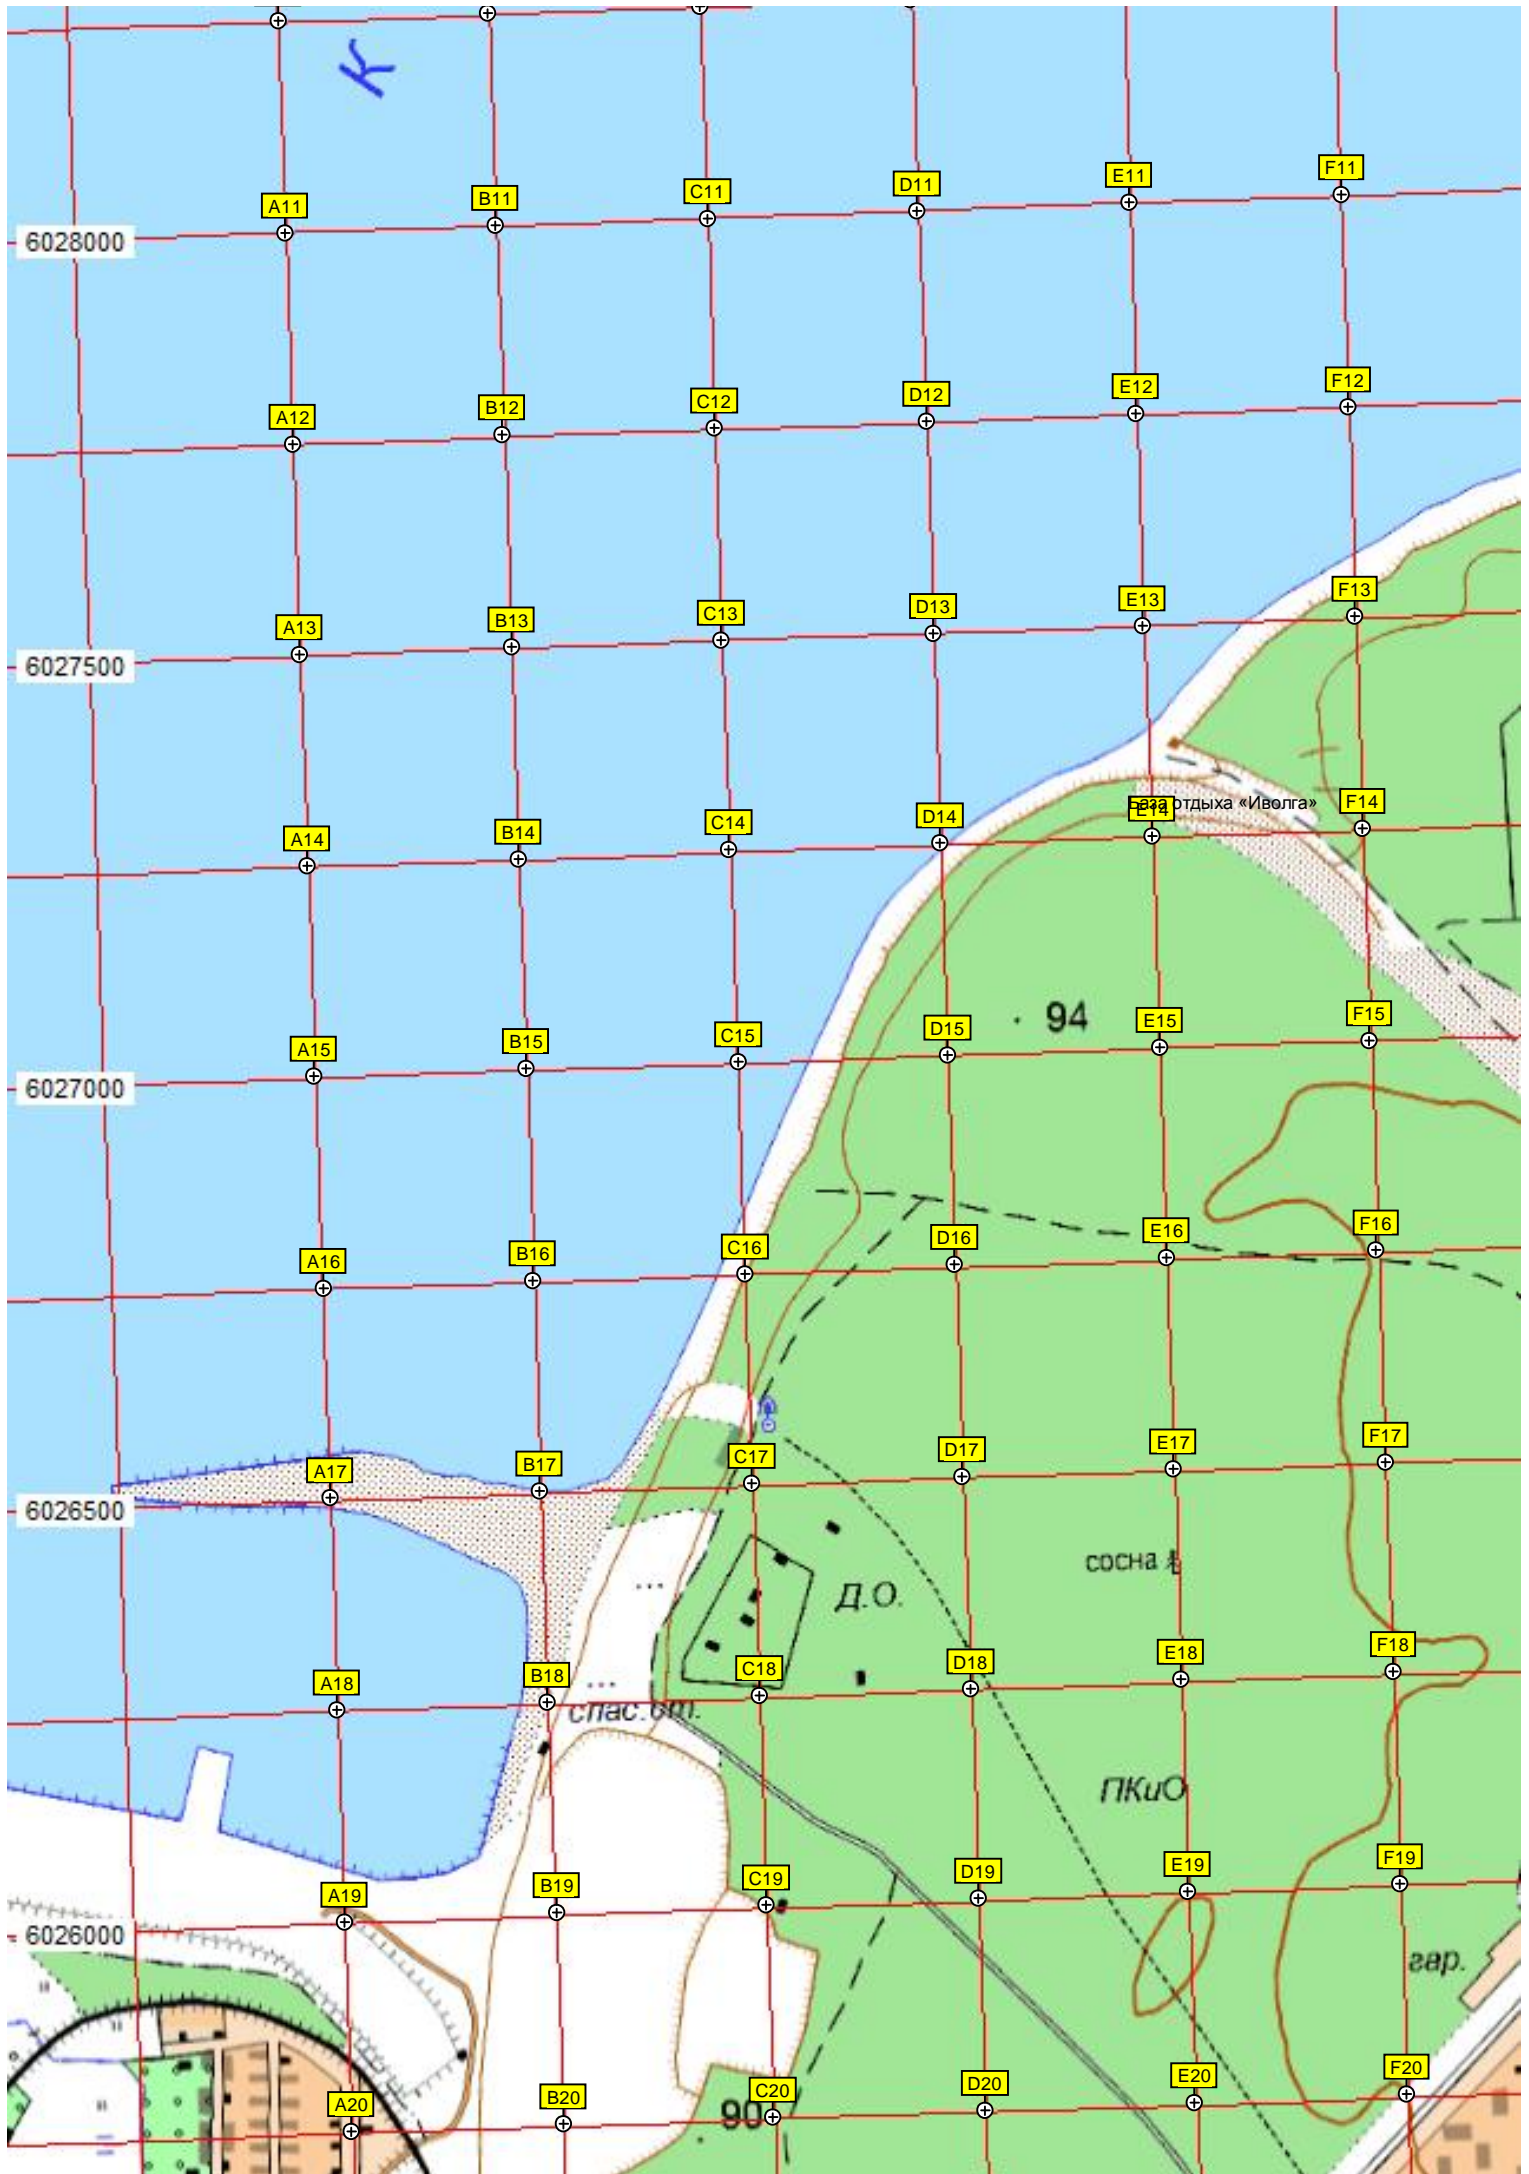 К
A11 B11 C11 D11 E11 F11
6028000
A12 B12 C12 D12 E12 F12
A13 B13 C13 D13 E13 F13
6027500
База отдыха «Иволга»
A14 B14 C14 D14 E14 F14
94
A15 B15 C15 D15 E15 F15
6027000
A16 B16 C16 D16 E16 F16
A17 B17 C17 D17 E17 F17
6026500
сосна
Д.О.
A18 B18 C18 D18 E18 F18
спас.ст.
ПКиО
A19 B19 C19 D19 E19 F19
6026000
гар.
A20 B20 C20 D20 E20 F20
90